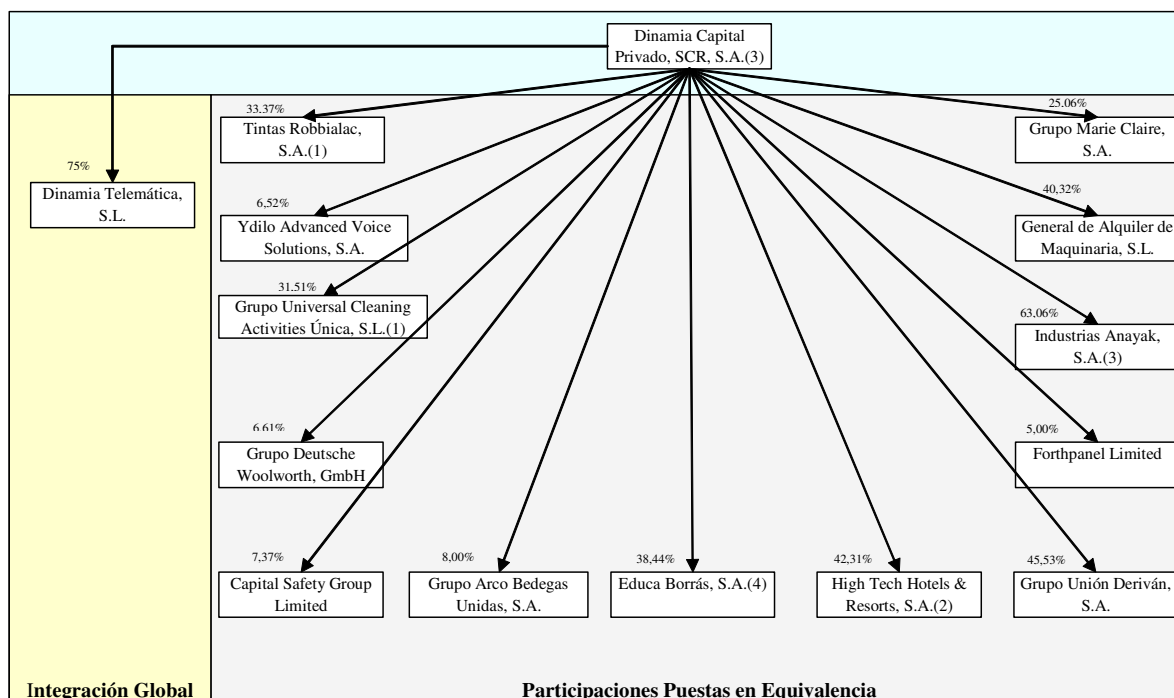 Dinamia Capital
Privado, SCR, S.A.(3)
33.37%
Tintas Robbialac,
S.A.(1)
25.06%
Grupo Marie Claire,
S.A.
75%
Dinamia Telemática,
S.L.
6,52%
Ydilo Advanced Voice
Solutions, S.A.
40,32%
General de Alquiler de
Maquinaria, S.L.
31.51%
Grupo Universal Cleaning
Activities Única, S.L.(1)
63,06%
Industrias Anayak,
S.A.(3)
6.61%
Grupo Deutsche
Woolworth, GmbH
5,00%
Forthpanel Limited
7,37%
Capital Safety Group
Limited
8,00%
Grupo Arco Bedegas
Unidas, S.A.
38,44%
Educa Borrás, S.A.(4)
42,31%
High Tech Hotels &
Resorts, S.A.(2)
45,53%
Grupo Unión Deriván,
S.A.
Integración Global
Participaciones Puestas en Equivalencia